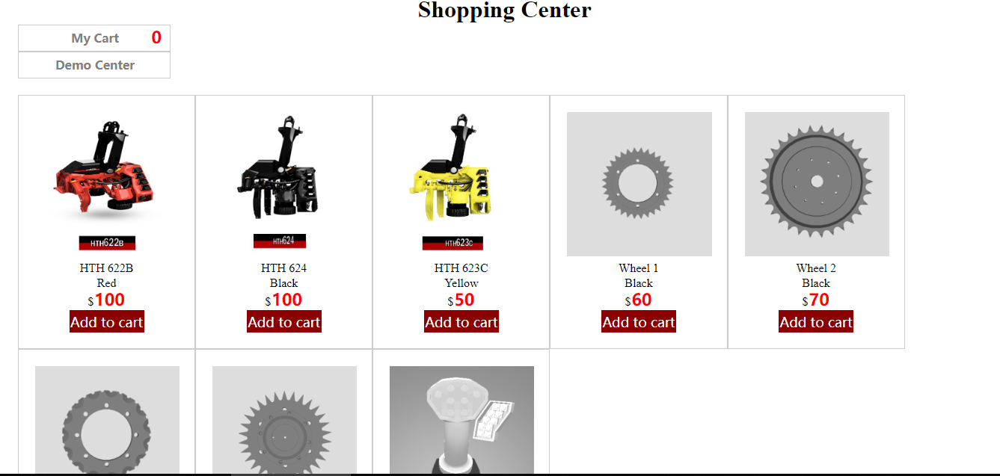 Shopping Center
My Cart 0
Demo Center
HTH622B
HTH624
HTH623C
HTH 622B
HTH 624
HTH 623C
Wheel 1
Wheel 2
Red
Black
Yellow
Black
Black
$100
$100
$50
$60
$70
Add to cart
Add to cart
Add to cart
Add to cart
Add to cart